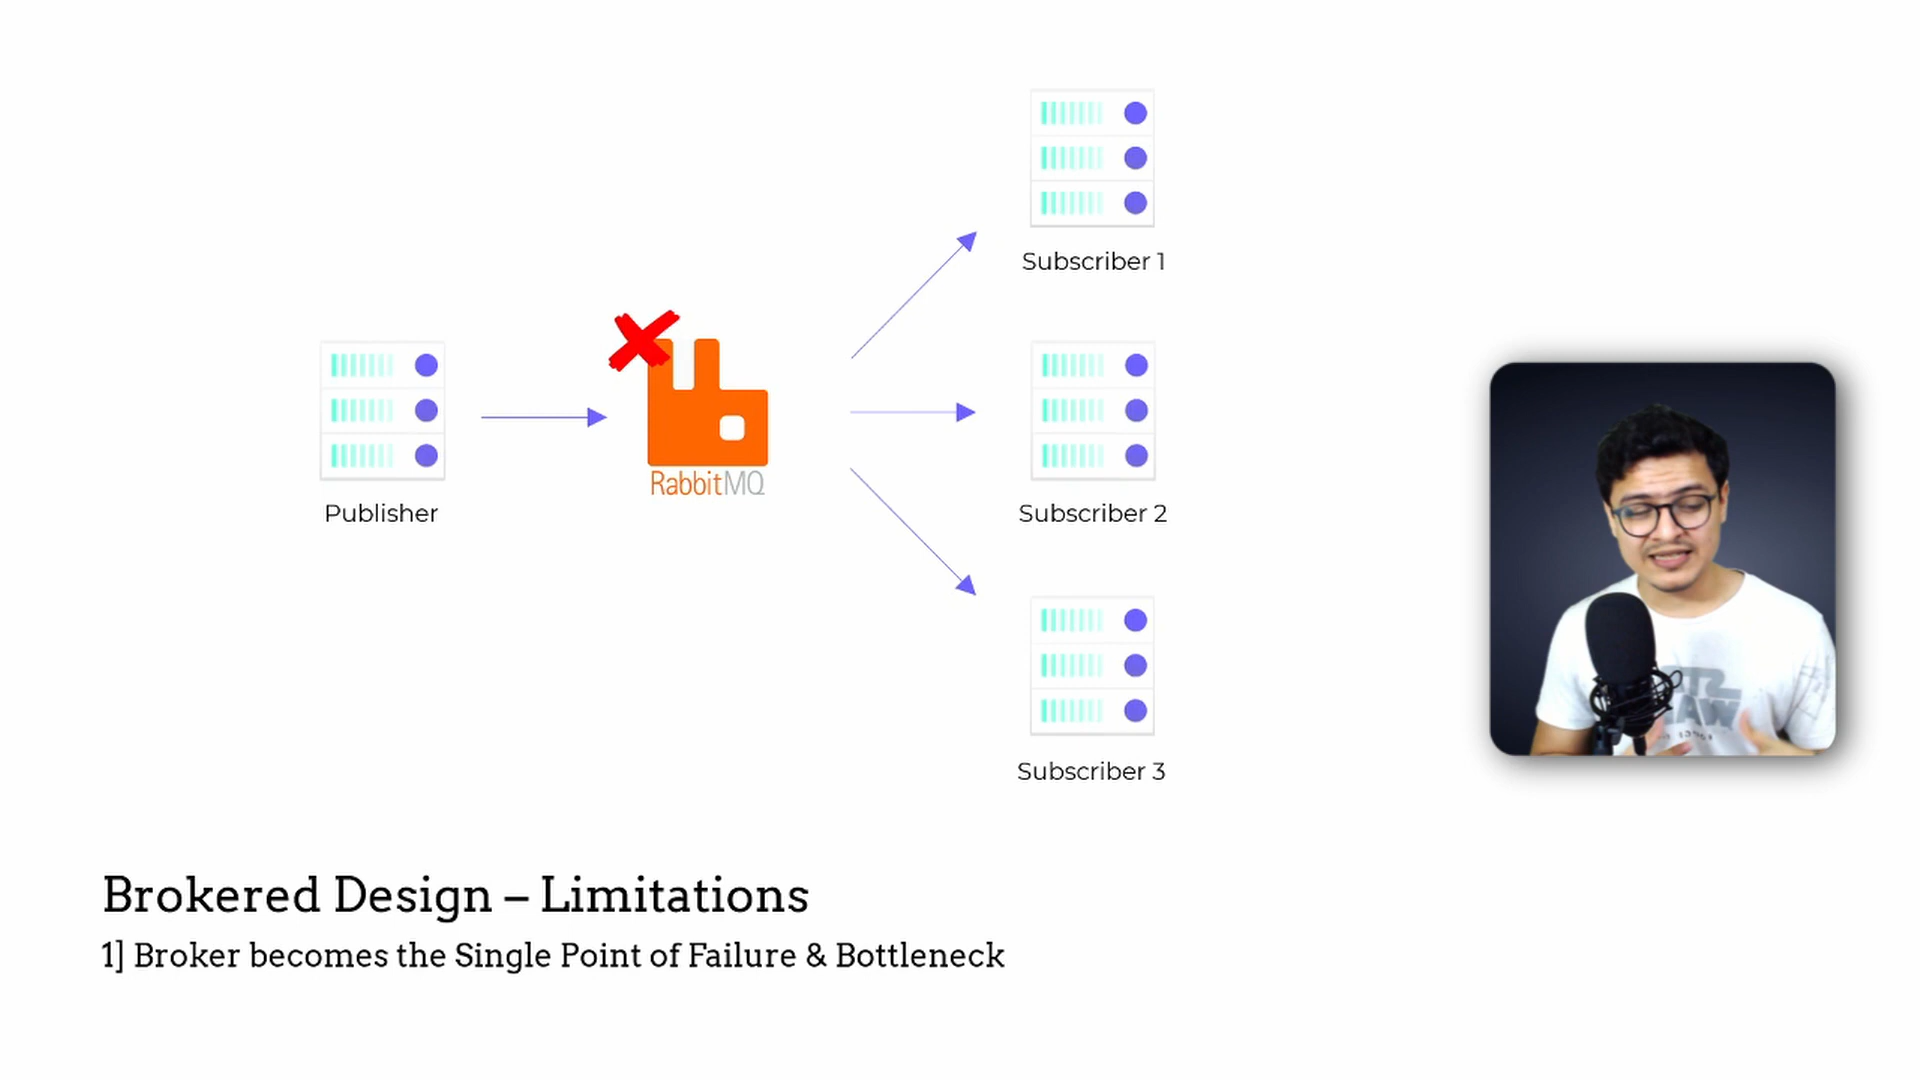 Subscriber 1
RabbitMQ
Publisher
Subscriber 2
Subscriber 3
Brokered Design – Limitations
1] Broker becomes the Single Point of Failure & Bottleneck